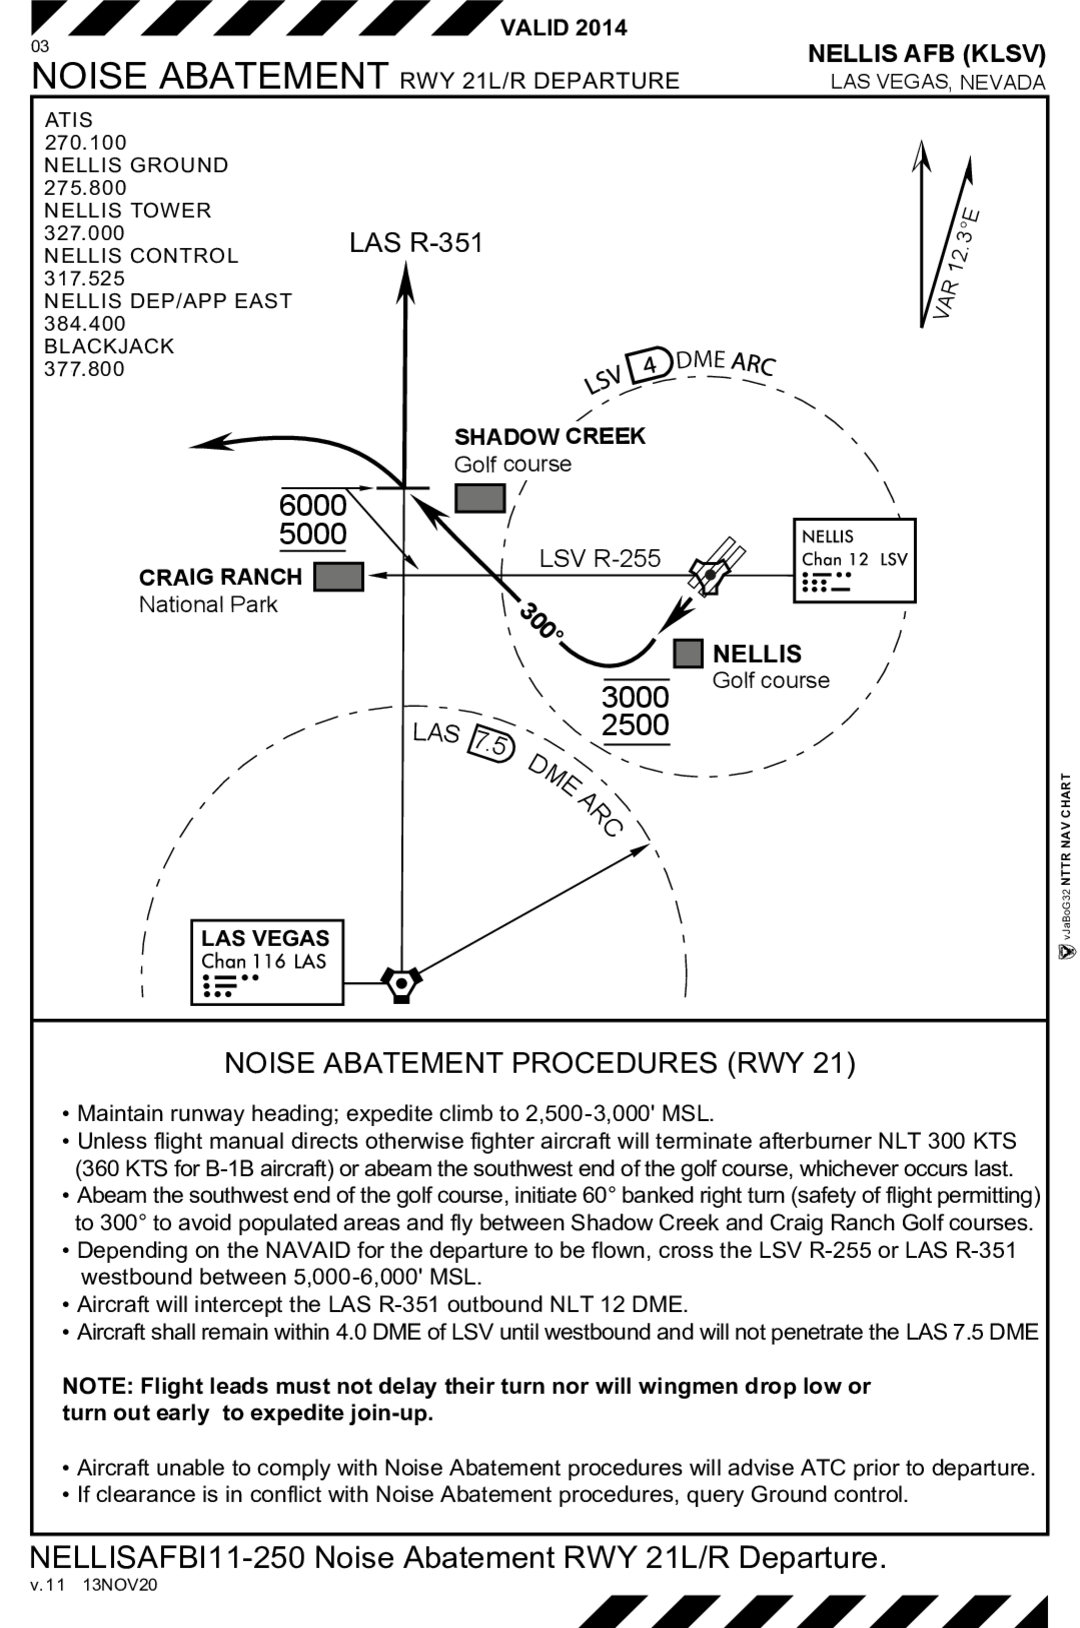 VALID 2014
03
NOISE ABATEMENT RWY 21L/R DEPARTURE
NELLIS AFB (KLSV)
LAS VEGAS, NEVADA
ATIS
270.100
NELLIS GROUND
275.800
NELLIS TOWER
327.000
NELLIS CONTROL
317.525
NELLIS DEP/APP EAST
384.400
BLACKJACK
377.800
LAS R-351
VAR 12.3°E
LSV 4 DME ARC
SHADOW CREEK
Golf course
6000
5000
LSV R-255
NELLIS
Chan 12 LSV
CRAIG RANCH
National Park
300°
NELLIS
Golf course
3000
2500
LAS 7.5 DME ARC
LAS VEGAS
Chan 116 LAS
vJaBoG32 NTTR NAV CHART
NOISE ABATEMENT PROCEDURES (RWY 21)
• Maintain runway heading; expedite climb to 2,500-3,000' MSL.
• Unless flight manual directs otherwise fighter aircraft will terminate afterburner NLT 300 KTS
(360 KTS for B-1B aircraft) or abeam the southwest end of the golf course, whichever occurs last.
• Abeam the southwest end of the golf course, initiate 60° banked right turn (safety of flight permitting)
to 300° to avoid populated areas and fly between Shadow Creek and Craig Ranch Golf courses.
• Depending on the NAVAID for the departure to be flown, cross the LSV R-255 or LAS R-351
westbound between 5,000-6,000' MSL.
• Aircraft will intercept the LAS R-351 outbound NLT 12 DME.
• Aircraft shall remain within 4.0 DME of LSV until westbound and will not penetrate the LAS 7.5 DME
NOTE: Flight leads must not delay their turn nor will wingmen drop low or
turn out early to expedite join-up.
• Aircraft unable to comply with Noise Abatement procedures will advise ATC prior to departure.
• If clearance is in conflict with Noise Abatement procedures, query Ground control.
NELLISAFBI11-250 Noise Abatement RWY 21L/R Departure.
v.11 13NOV20